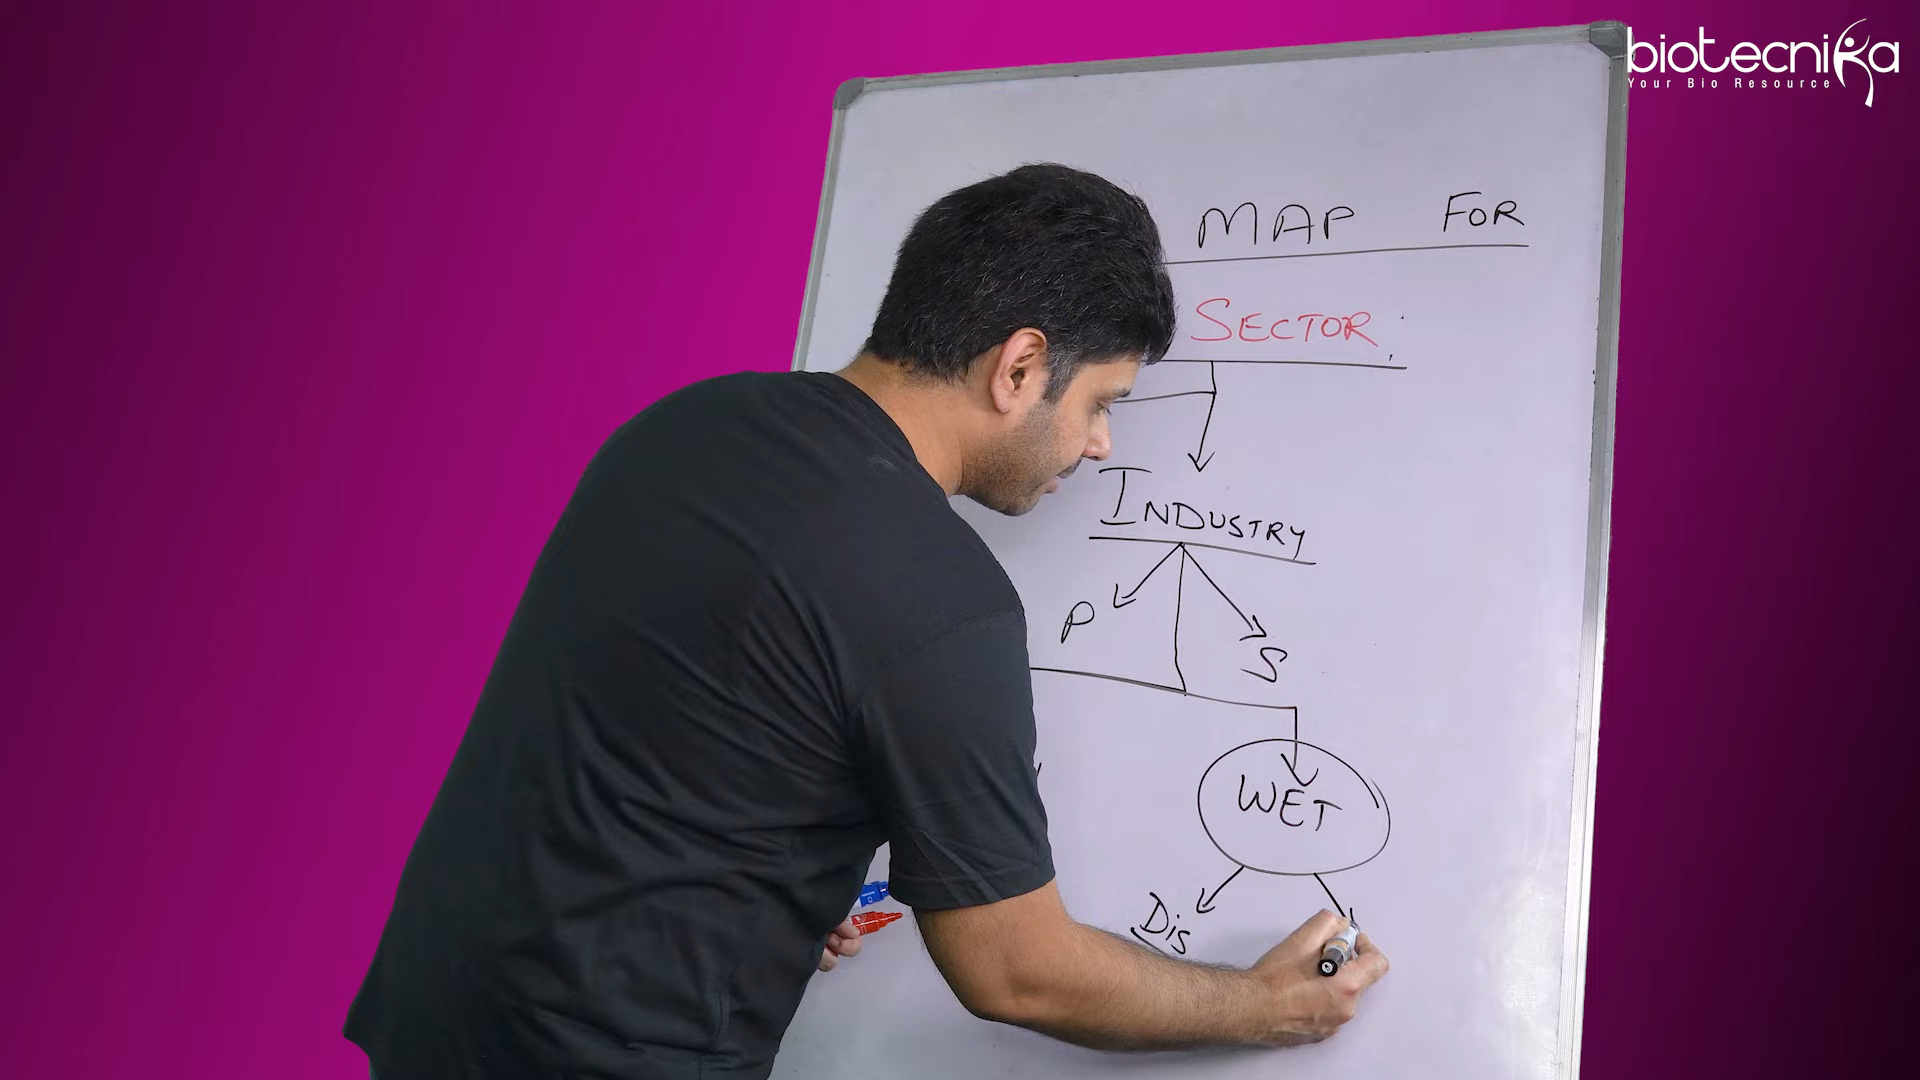 biotecnika
Your Bio Resource
MAP FOR
SECTOR
INDUSTRY
P
S
WET
Dis